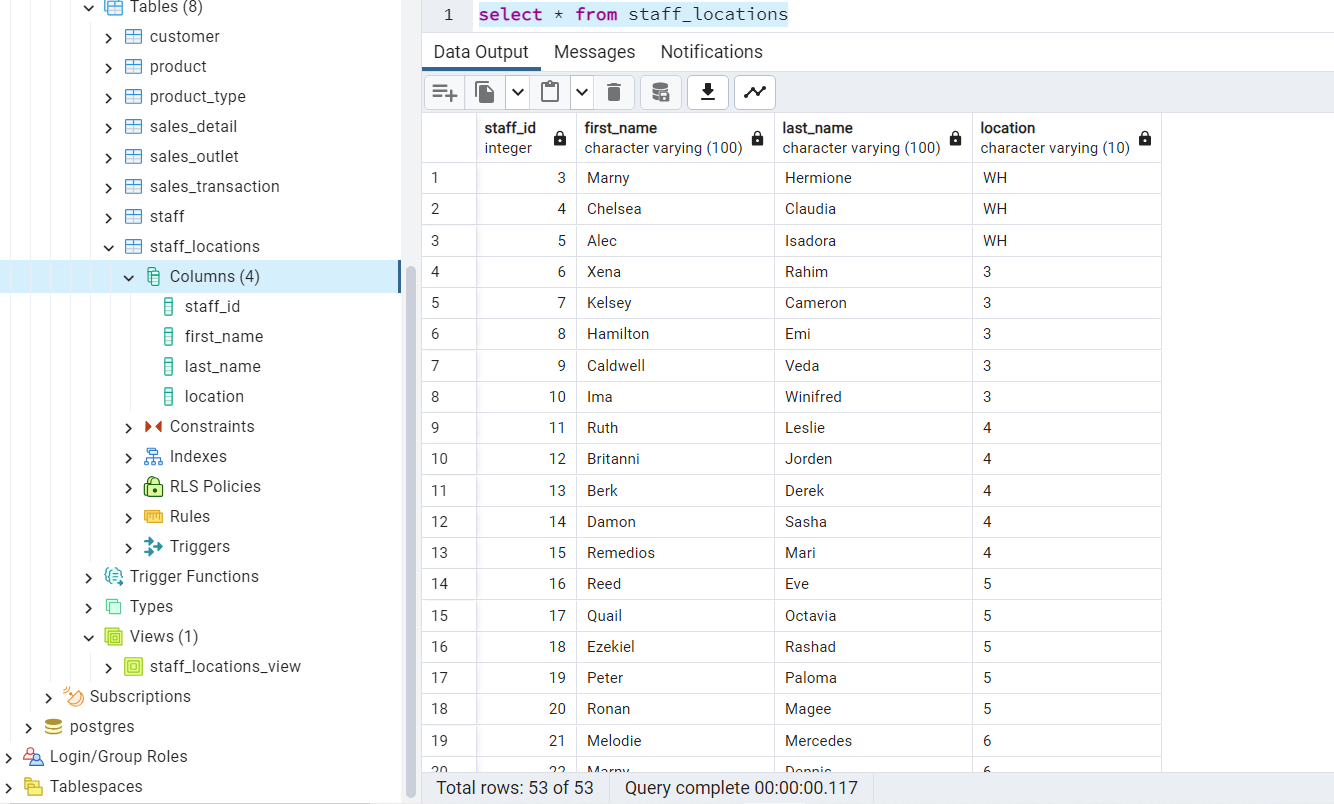 Tables (8)
customer
product
product_type
sales_detail
sales_outlet
sales_transaction
staff
staff_locations
Columns (4)
staff_id
first_name
last_name
location
Constraints
Indexes
RLS Policies
Rules
Triggers
Trigger Functions
Types
Views (1)
staff_locations_view
Subscriptions
postgres
Login/Group Roles
Tablespaces
1 select * from staff_locations
Data Output Messages Notifications
staff_id first_name last_name location
integer character varying (100) character varying (100) character varying (10)
1 3 Marny Hermione WH
2 4 Chelsea Claudia WH
3 5 Alec Isadora WH
4 6 Xena Rahim 3
5 7 Kelsey Cameron 3
6 8 Hamilton Emi 3
7 9 Caldwell Veda 3
8 10 Ima Winifred 3
9 11 Ruth Leslie 4
10 12 Britanni Jorden 4
11 13 Berk Derek 4
12 14 Damon Sasha 4
13 15 Remedios Mari 4
14 16 Reed Eve 5
15 17 Quail Octavia 5
16 18 Ezekiel Rashad 5
17 19 Peter Paloma 5
18 20 Ronan Magee 5
19 21 Melodie Mercedes 6
20 22 Marny Dennis 6
Total rows: 53 of 53 Query complete 00:00:00.117